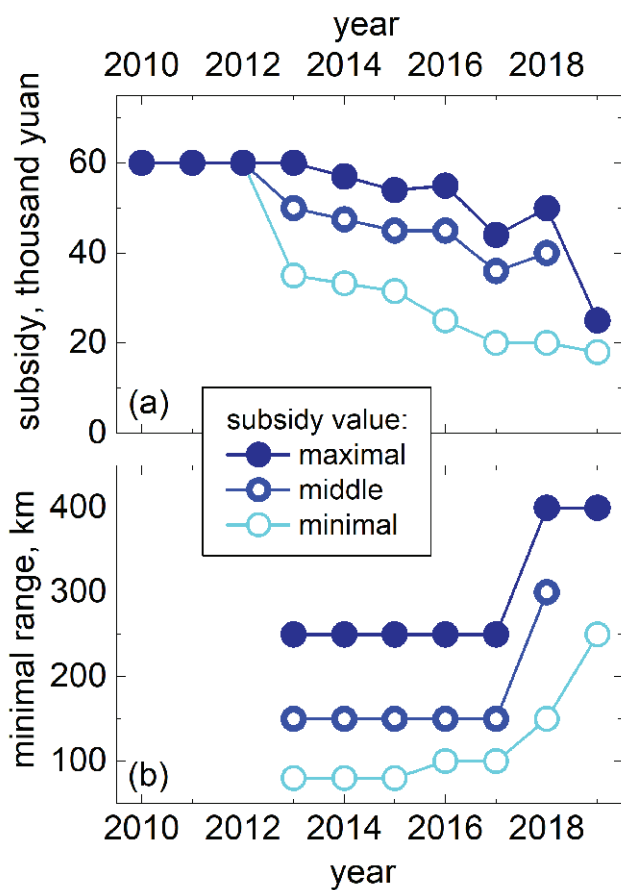 year
2010 2012 2014 2016 2018
subsidy, thousand yuan
60
40
20
0
(a)
subsidy value:
maximal
middle
minimal
minimal range, km
400
300
200
100
(b)
2010 2012 2014 2016 2018
year